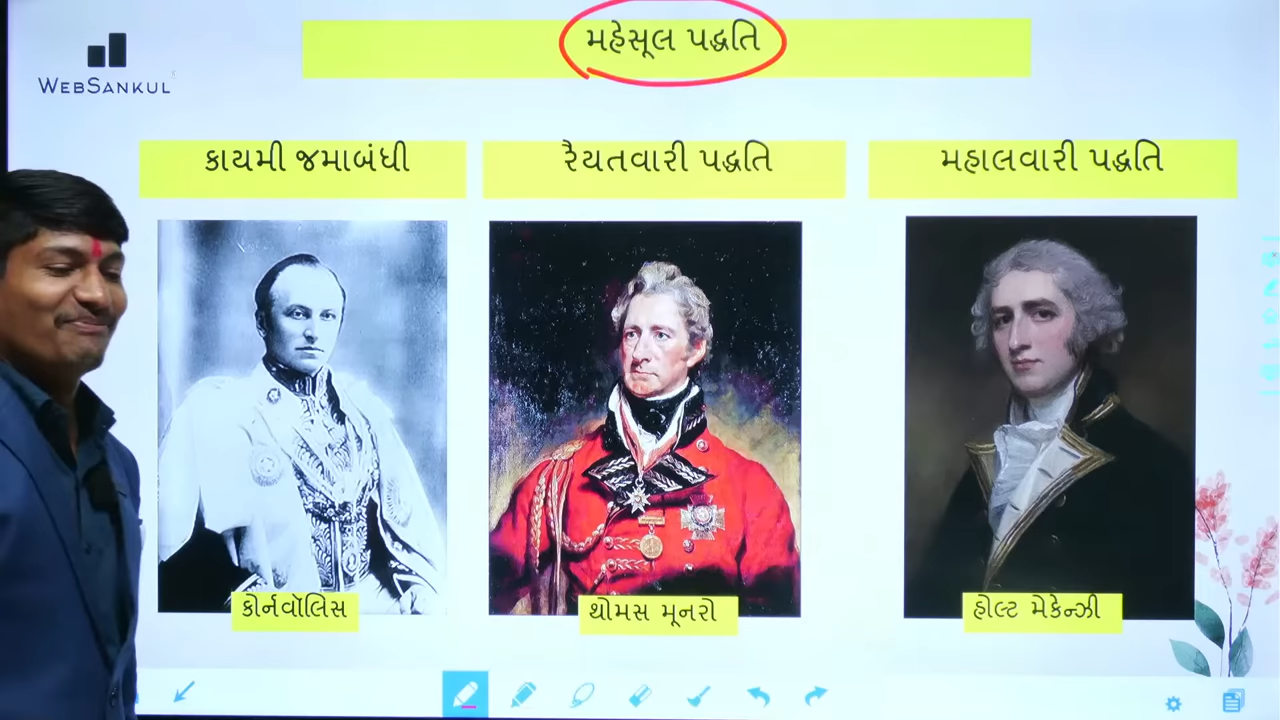 મહેસૂલ પદ્ધતિ
WEBSANKUL
કાયમી જમાબંધી
રૈયતવારી પદ્ધતિ
મહાલવારી પદ્ધતિ
કોર્નવૉલિસ
થોમસ મૂનરો
હોલ્ટ મેકેન્ઝી